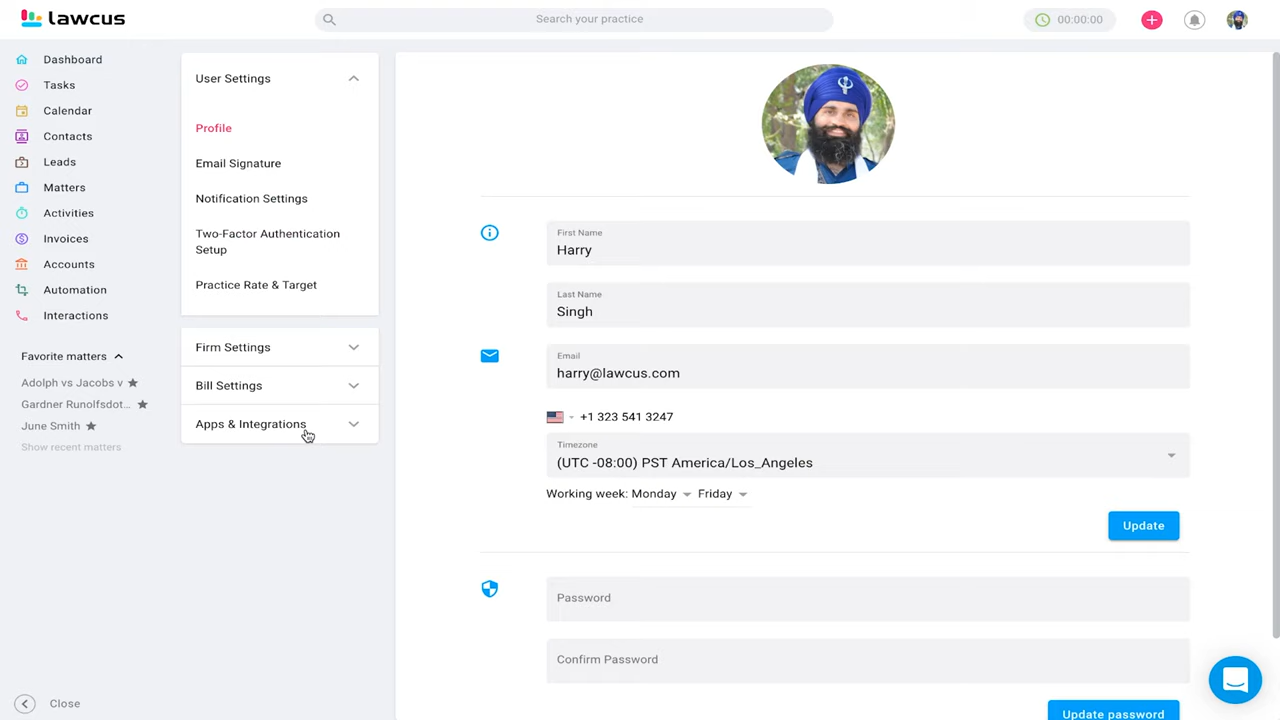 lawcus
Search your practice
00:00:00
Dashboard
Tasks
Calendar
Contacts
Leads
Matters
Activities
Invoices
Accounts
Automation
Interactions
Favorite matters
Adolph vs Jacobs v
Gardner Runolfsdot...
June Smith
Show recent matters
Close
User Settings
Profile
Email Signature
Notification Settings
Two-Factor Authentication
Setup
Practice Rate & Target
Firm Settings
Bill Settings
Apps & Integrations
First Name
Harry
Last Name
Singh
Email
harry@lawcus.com
+1 323 541 3247
Timezone
(UTC -08:00) PST America/Los_Angeles
Working week: Monday Friday
Update
Password
Confirm Password
Update password